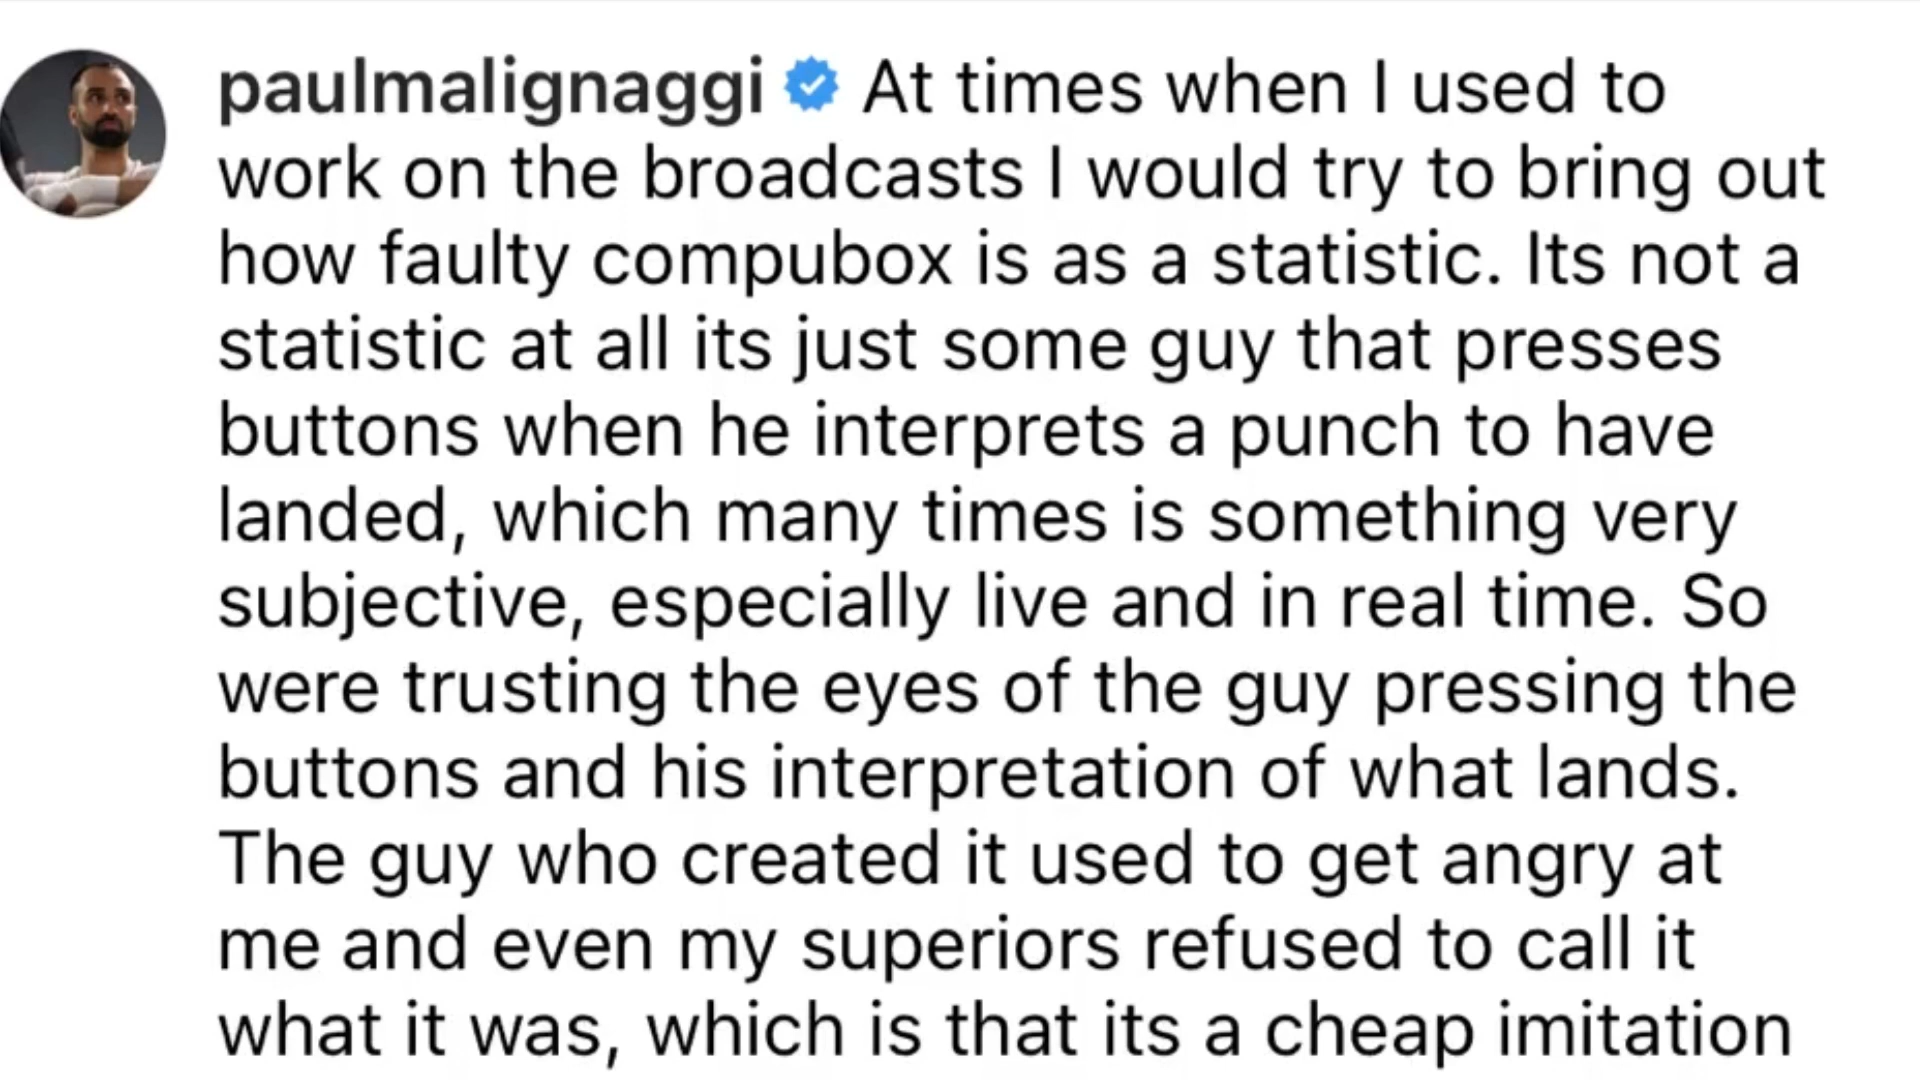 paulmalignaggi At times when I used to
work on the broadcasts I would try to bring out
how faulty compubox is as a statistic. Its not a
statistic at all its just some guy that presses
buttons when he interprets a punch to have
landed, which many times is something very
subjective, especially live and in real time. So
were trusting the eyes of the guy pressing the
buttons and his interpretation of what lands.
The guy who created it used to get angry at
me and even my superiors refused to call it
what it was, which is that its a cheap imitation